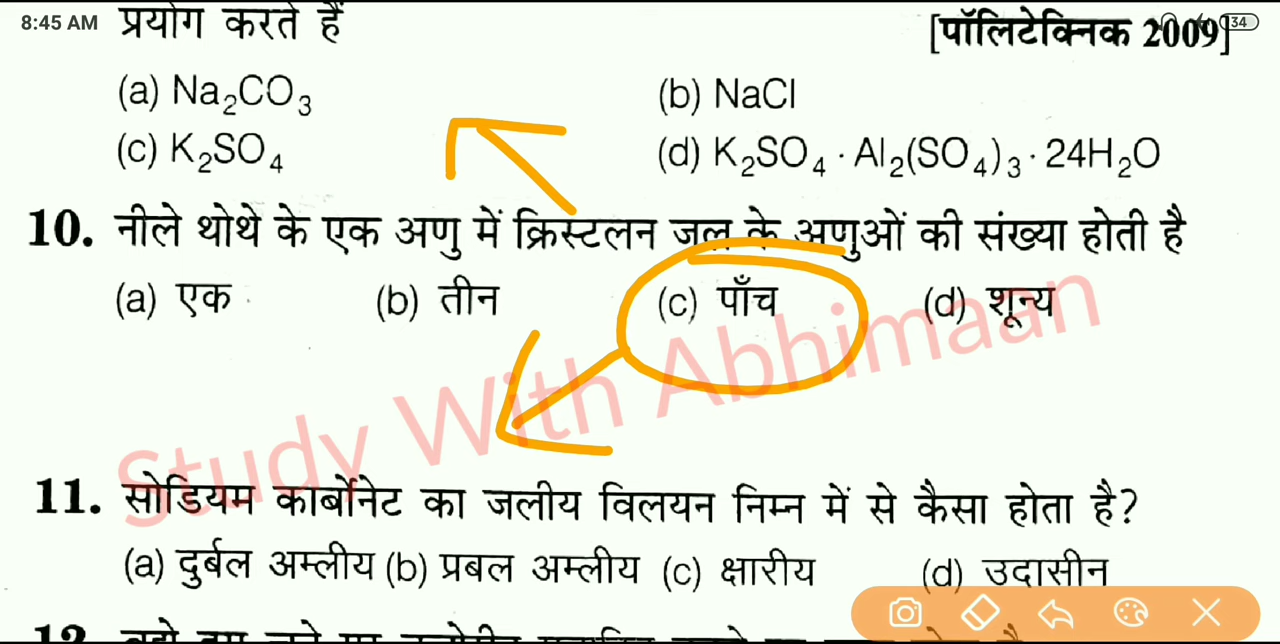 8:45 AM
प्रयोग करते हैं [पॉलिटेक्निक 2009]
34
(a) Na₂CO₃ (b) NaCl
(c) K₂SO₄ (d) K₂SO₄ · Al₂(SO₄)₃ · 24H₂O
10. नीले थोथे के एक अणु में क्रिस्टलन जल के अणुओं की संख्या होती है
(a) एक (b) तीन (c) पाँच (d) शून्य
Study With Abhimaan
11. सोडियम कार्बोनेट का जलीय विलयन निम्न में से कैसा होता है?
(a) दुर्बल अम्लीय (b) प्रबल अम्लीय (c) क्षारीय (d) उदासीन